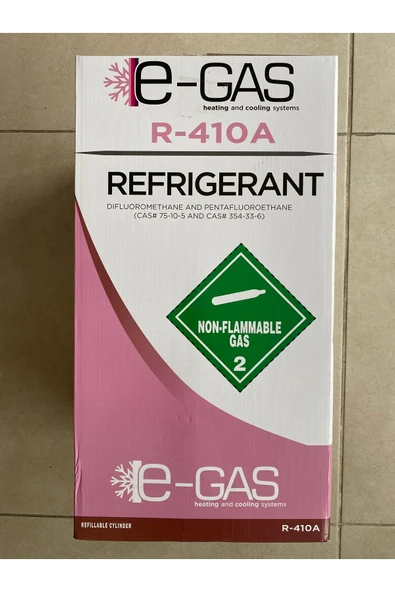 e-GAS
heating and cooling systems
R-410A
REFRIGERANT
DIFLUOROMETHANE AND PENTAFLUOROETHANE
(CAS# 75-10-5 AND CAS# 354-33-6)
NON-FLAMMABLE
GAS
2
e-GAS
heating and cooling systems
REFILLABLE CYLINDER
R-410A